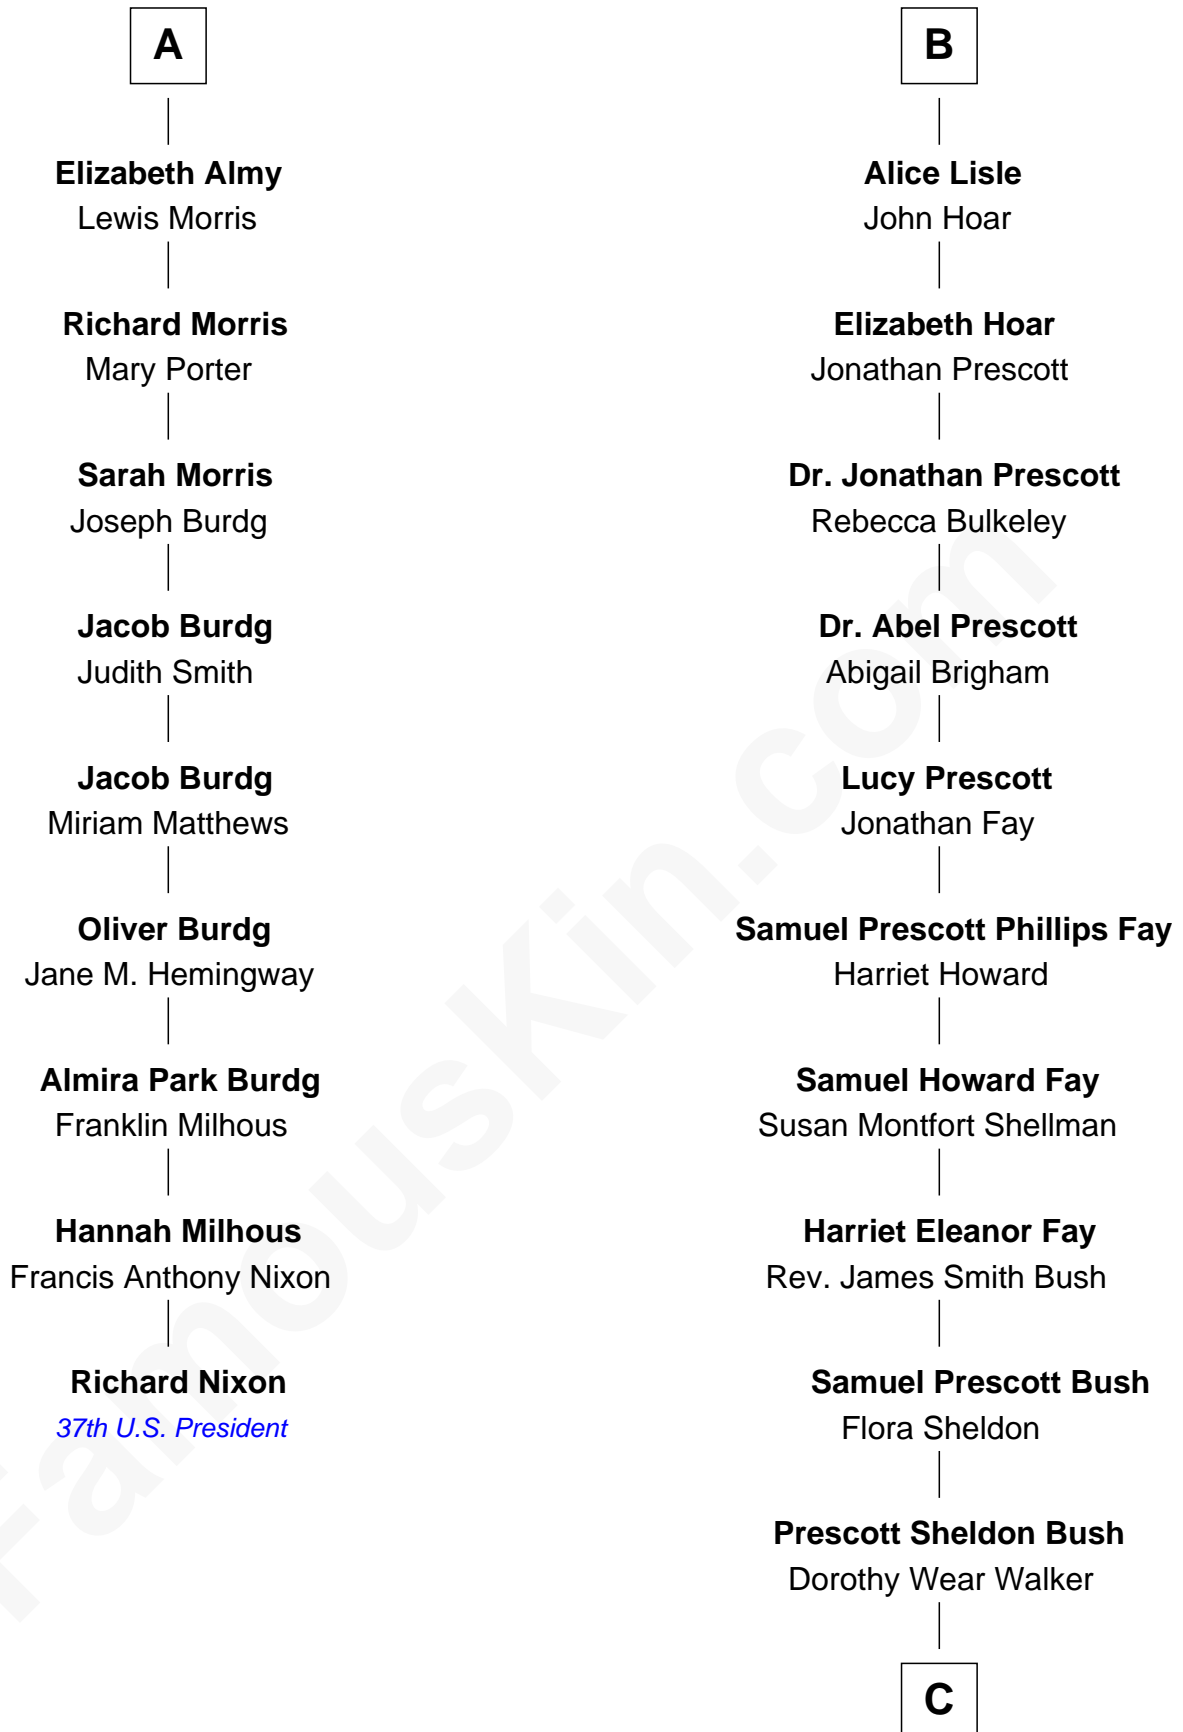 A
Elizabeth Almy
Lewis Morris
Richard Morris
Mary Porter
Sarah Morris
Joseph Burdg
Jacob Burdg
Judith Smith
Jacob Burdg
Miriam Matthews
Oliver Burdg
Jane M. Hemingway
Almira Park Burdg
Franklin Milhous
Hannah Milhous
Francis Anthony Nixon
Richard Nixon
37th U.S. President
B
Alice Lisle
John Hoar
Elizabeth Hoar
Jonathan Prescott
Dr. Jonathan Prescott
Rebecca Bulkeley
Dr. Abel Prescott
Abigail Brigham
Lucy Prescott
Jonathan Fay
Samuel Prescott Phillips Fay
Harriet Howard
Samuel Howard Fay
Susan Montfort Shellman
Harriet Eleanor Fay
Rev. James Smith Bush
Samuel Prescott Bush
Flora Sheldon
Prescott Sheldon Bush
Dorothy Wear Walker
C
FamousKin.com